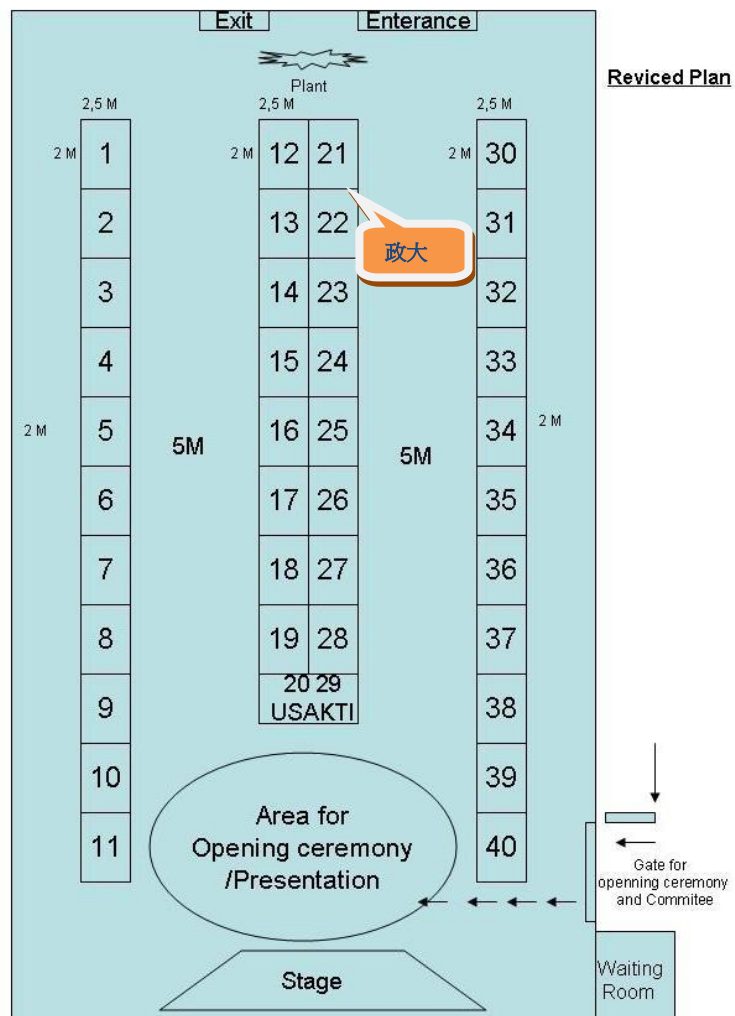 Exit
Enterance
Plant
Reviced Plan
2,5 M
2,5 M
2,5 M
2 M
1
2 M
12 21
2 M
30
2
13 22
31
政大
3
14 23
32
4
15 24
33
2 M
5
5M
16 25
5M
34
2 M
6
17 26
35
7
18 27
36
8
19 28
37
20 29
USAKTI
9
38
10
39
11
40
Area for
Opening ceremony
/Presentation
Gate for
openning ceremony
and Commitee
Stage
Waiting
Room